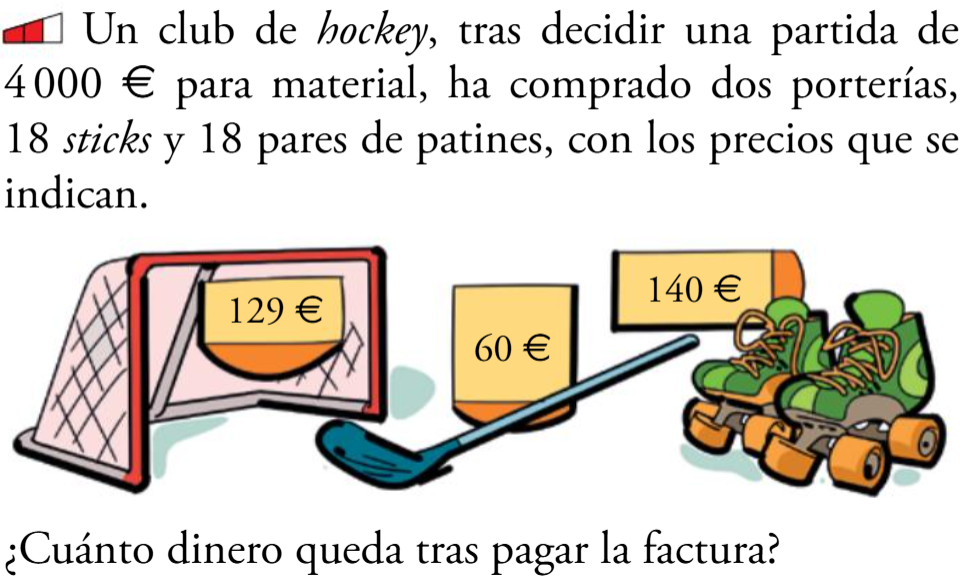 Un club de hockey, tras decidir una partida de
4 000 € para material, ha comprado dos porterías,
18 sticks y 18 pares de patines, con los precios que se
indican.
129 €
60 €
140 €
¿Cuánto dinero queda tras pagar la factura?